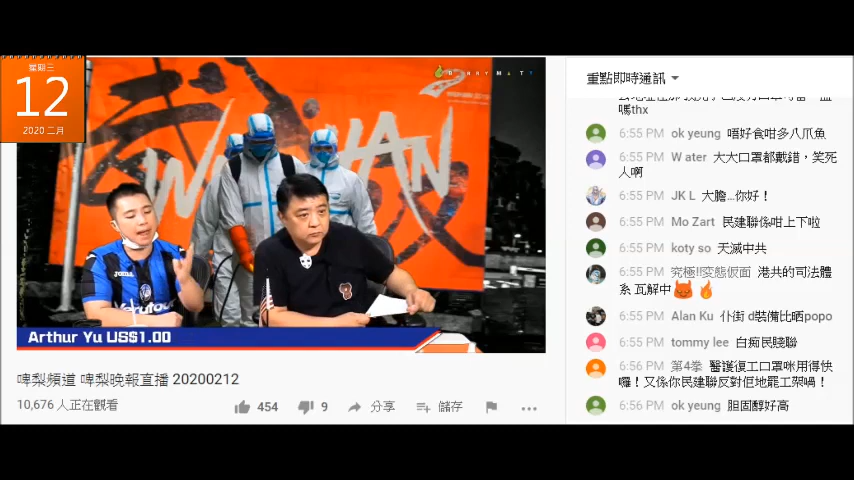 星期三
12
2020 二月
DONNYMATT
WUHAN
JOMA
Arthur Yu US$1.00
啤梨頻道 啤梨晚報直播 20200212
10,676 人正在觀看
454
9
分享
儲存
重點即時通訊
嗎thx
6:55 PM ok yeung 唔好食咁多八爪魚
6:55 PM W ater 大大口罩都戴錯，笑死
人啊
6:55 PM JK L 大膽...你好！
6:55 PM Mo Zart 民建聯係咁上下啦
6:55 PM koty so 天滅中共
6:55 PM 究極!!変態仮面 港共的司法體
系 瓦解中
6:55 PM Alan Ku 仆街 d裝備比晒popo
6:55 PM tommy lee 白痴民賤聯
6:56 PM 第4拳 醫護復工口罩咪用得快
囉！又係你民建聯反對佢地罷工架喎！
6:56 PM ok yeung 胆固醇好高